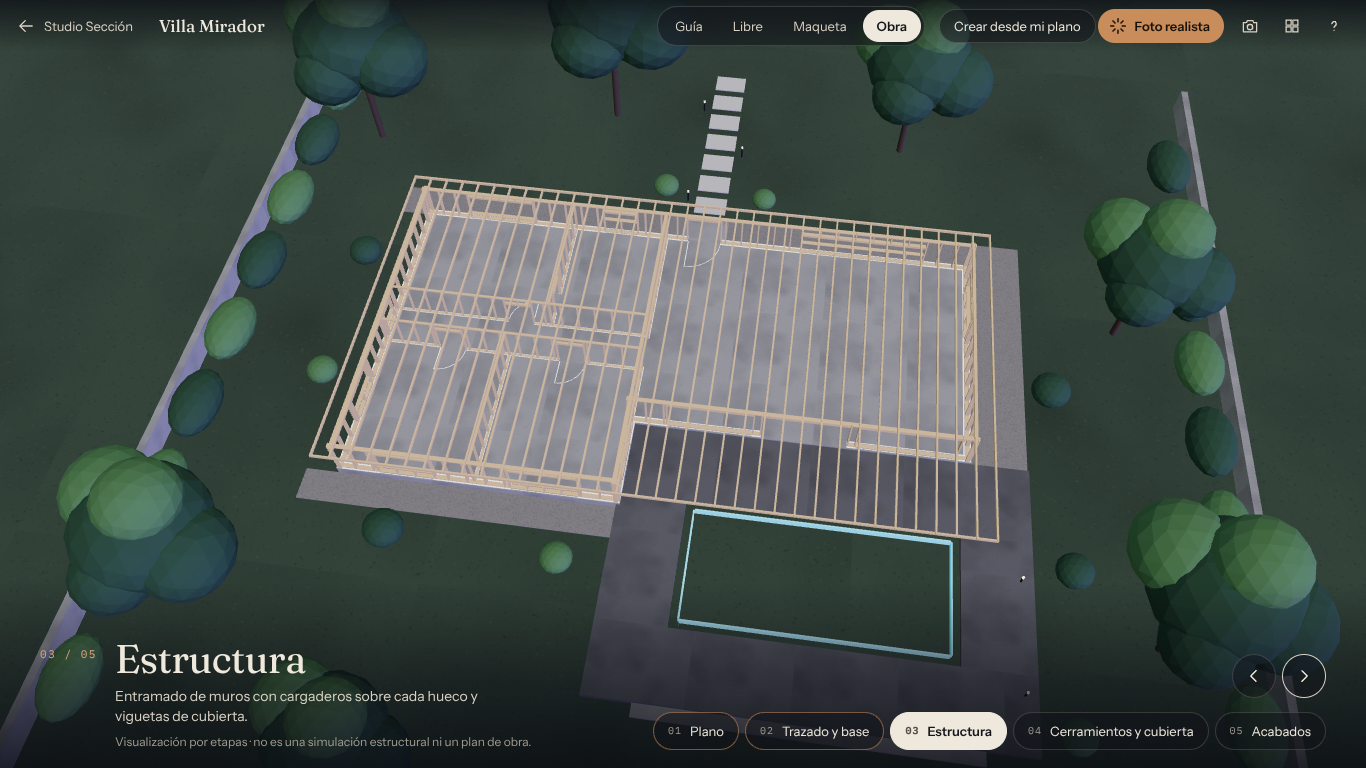 Studio Sección
Villa Mirador
Guía
Libre
Maqueta
Obra
Crear desde mi plano
Foto realista
?
03 / 05
Estructura
Entramado de muros con cargaderos sobre cada hueco y
viguetas de cubierta.
Visualización por etapas · no es una simulación estructural ni un plan de obra.
01 Plano
02 Trazado y base
03 Estructura
04 Cerramientos y cubierta
05 Acabados